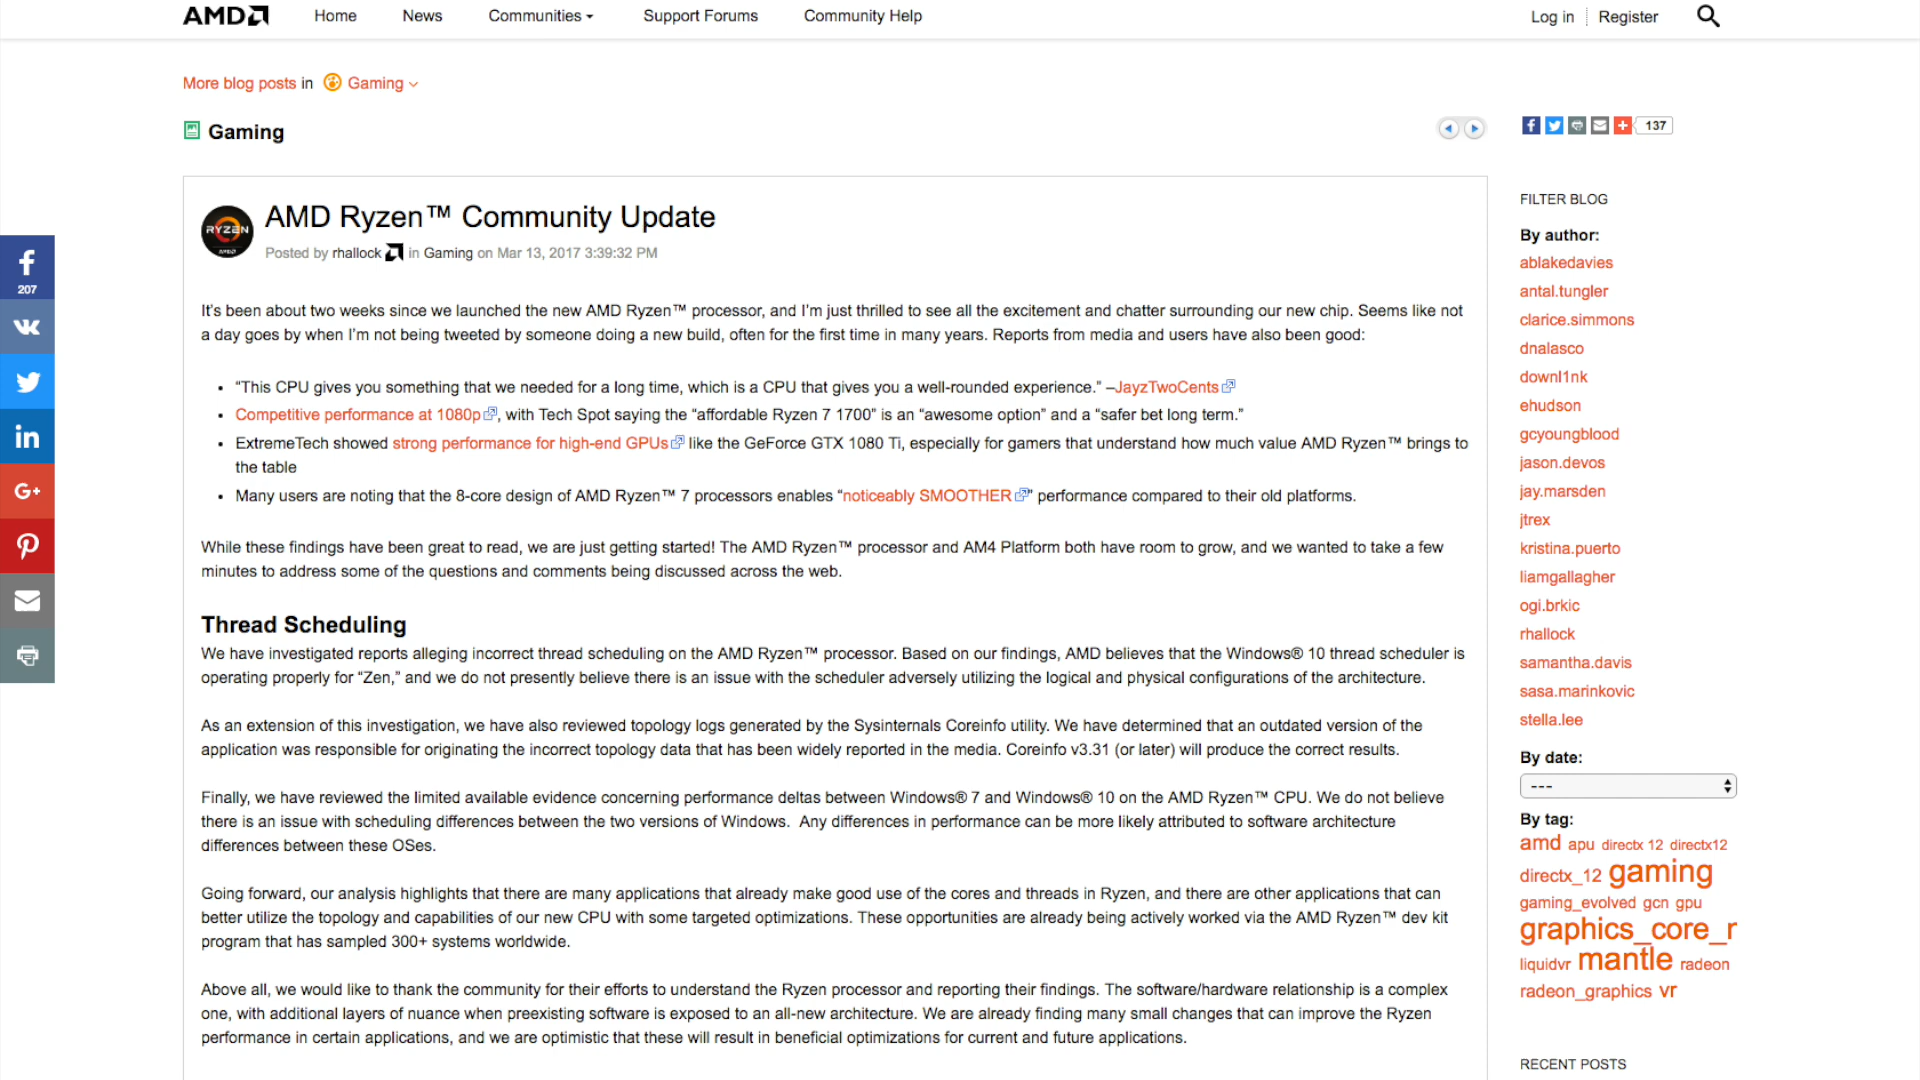 AMD
Home
News
Communities
Support Forums
Community Help
Log in
Register
More blog posts in Gaming
Gaming
137
RYZEN
AMD Ryzen™ Community Update
Posted by rhallock in Gaming on Mar 13, 2017 3:39:32 PM
207
It's been about two weeks since we launched the new AMD Ryzen™ processor, and I'm just thrilled to see all the excitement and chatter surrounding our new chip. Seems like not
a day goes by when I'm not being tweeted by someone doing a new build, often for the first time in many years. Reports from media and users have also been good:
• “This CPU gives you something that we needed for a long time, which is a CPU that gives you a well-rounded experience.” –JayzTwoCents
• Competitive performance at 1080p, with Tech Spot saying the “affordable Ryzen 7 1700” is an “awesome option” and a “safer bet long term.”
• ExtremeTech showed strong performance for high-end GPUs like the GeForce GTX 1080 Ti, especially for gamers that understand how much value AMD Ryzen™ brings to
the table
• Many users are noting that the 8-core design of AMD Ryzen™ 7 processors enables “noticeably SMOOTHER” performance compared to their old platforms.
While these findings have been great to read, we are just getting started! The AMD Ryzen™ processor and AM4 Platform both have room to grow, and we wanted to take a few
minutes to address some of the questions and comments being discussed across the web.
Thread Scheduling
We have investigated reports alleging incorrect thread scheduling on the AMD Ryzen™ processor. Based on our findings, AMD believes that the Windows® 10 thread scheduler is
operating properly for “Zen,” and we do not presently believe there is an issue with the scheduler adversely utilizing the logical and physical configurations of the architecture.
As an extension of this investigation, we have also reviewed topology logs generated by the Sysinternals Coreinfo utility. We have determined that an outdated version of the
application was responsible for originating the incorrect topology data that has been widely reported in the media. Coreinfo v3.31 (or later) will produce the correct results.
Finally, we have reviewed the limited available evidence concerning performance deltas between Windows® 7 and Windows® 10 on the AMD Ryzen™ CPU. We do not believe
there is an issue with scheduling differences between the two versions of Windows.  Any differences in performance can be more likely attributed to software architecture
differences between these OSes.
Going forward, our analysis highlights that there are many applications that already make good use of the cores and threads in Ryzen, and there are other applications that can
better utilize the topology and capabilities of our new CPU with some targeted optimizations. These opportunities are already being actively worked via the AMD Ryzen™ dev kit
program that has sampled 300+ systems worldwide.
Above all, we would like to thank the community for their efforts to understand the Ryzen processor and reporting their findings. The software/hardware relationship is a complex
one, with additional layers of nuance when preexisting software is exposed to an all-new architecture. We are already finding many small changes that can improve the Ryzen
performance in certain applications, and we are optimistic that these will result in beneficial optimizations for current and future applications.
FILTER BLOG
By author:
ablakedavies
antal.tungler
clarice.simmons
dnalasco
downl1nk
ehudson
gcyoungblood
jason.devos
jay.marsden
jtrex
kristina.puerto
liamgallagher
ogi.brkic
rhallock
samantha.davis
sasa.marinkovic
stella.lee
By date:
---
By tag:
amd apu directx 12 directx12
directx_12 gaming
gaming_evolved gcn gpu
graphics_core_r
liquidvr mantle radeon
radeon_graphics vr
RECENT POSTS